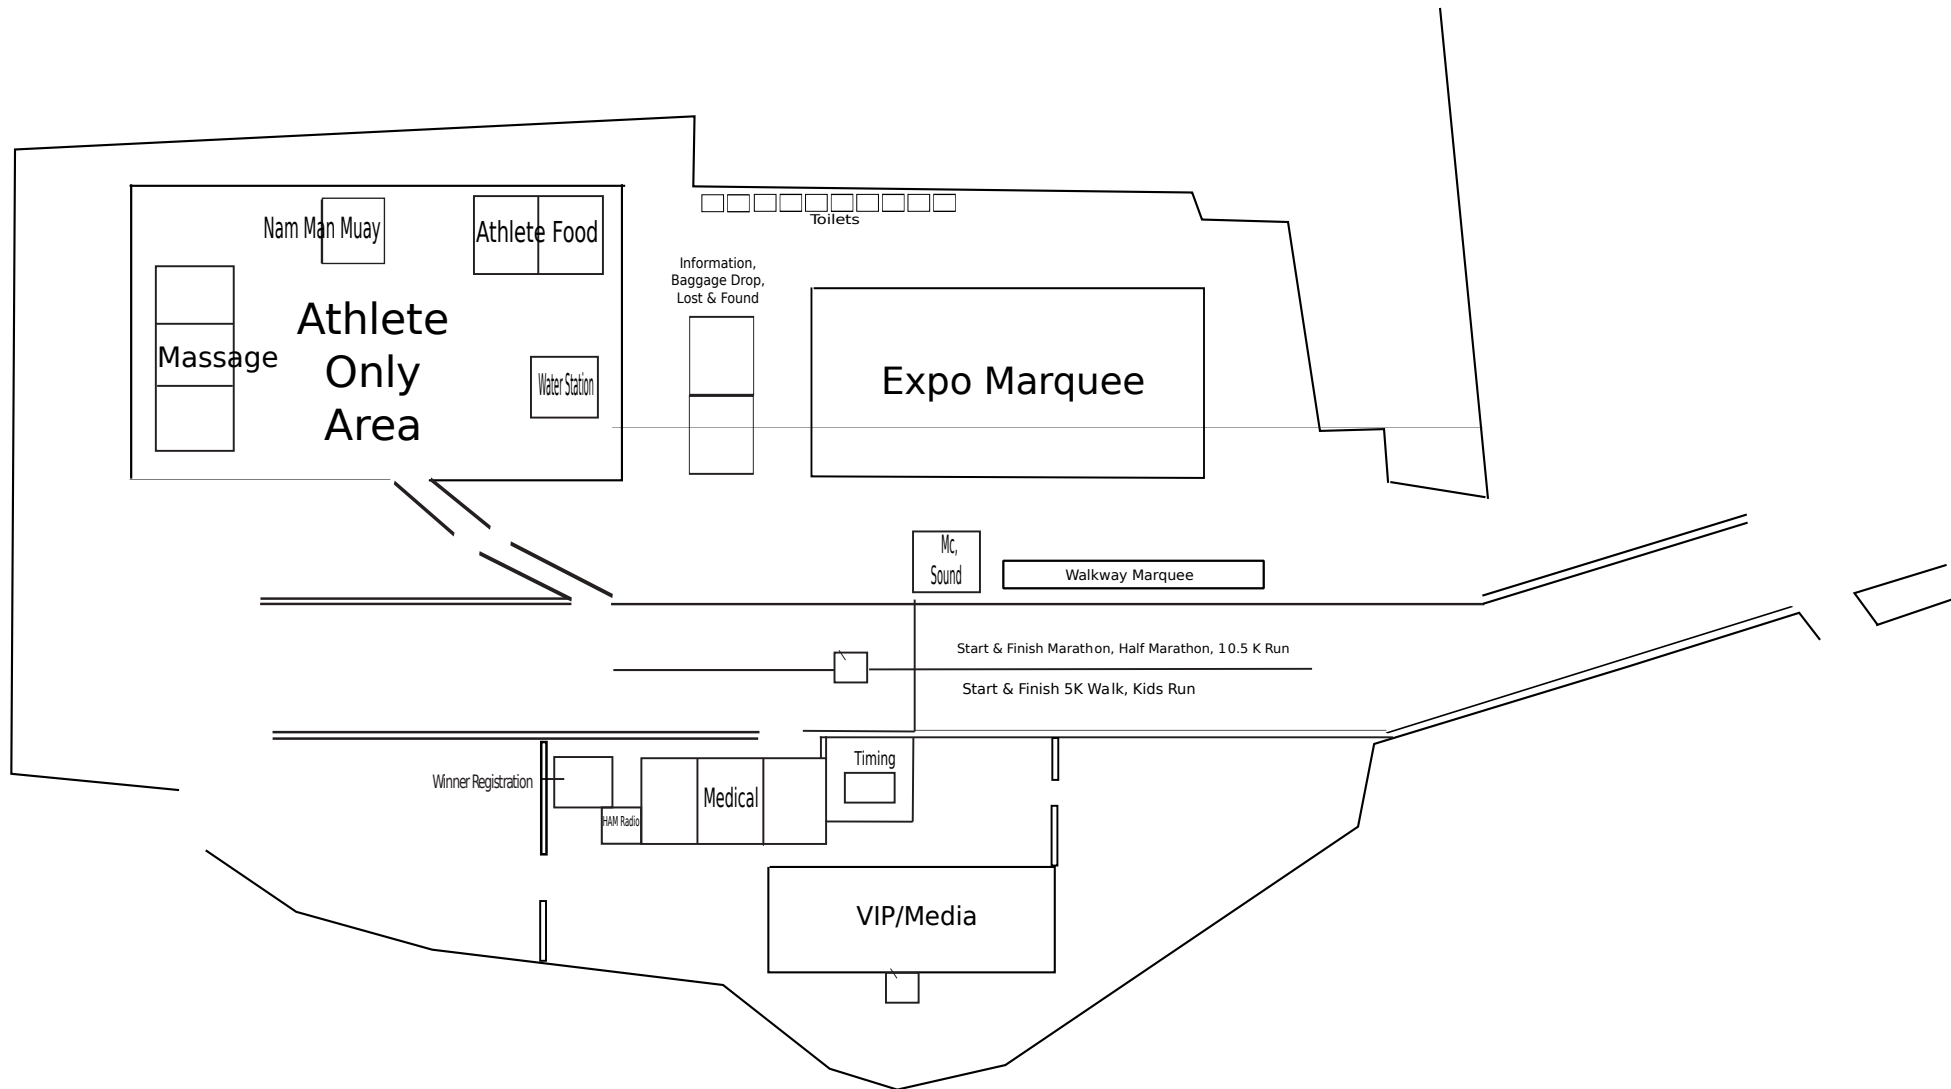 Toilets
Nam Man Muay
Athlete Food
Information,
Baggage Drop,
Lost & Found
Athlete
Only
Area
Massage
Water Station
Expo Marquee
Mc,
Sound
Walkway Marquee
Start & Finish Marathon, Half Marathon, 10.5 K Run
Start & Finish 5K Walk, Kids Run
Timing
Winner Registration
Medical
HAM Radio
VIP/Media